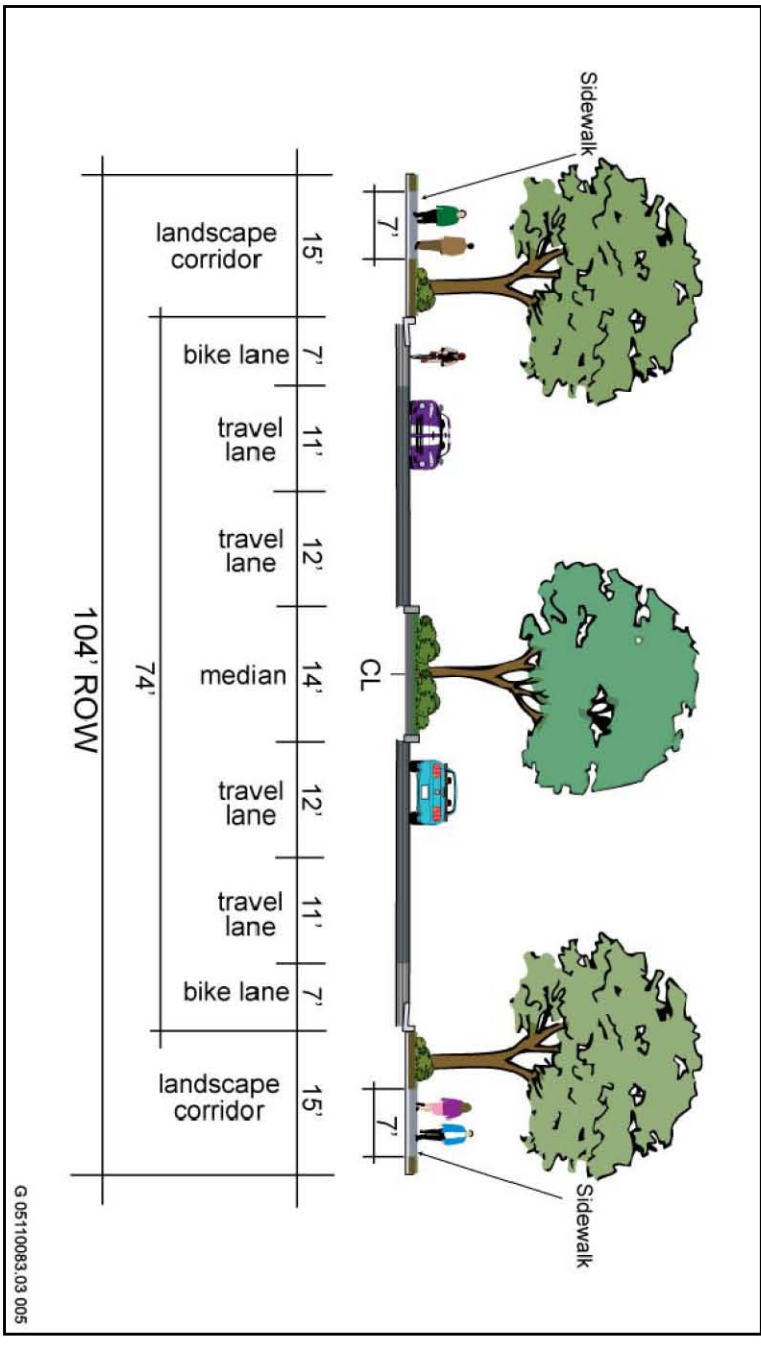 Sidewalk
Sidewalk
7'
CL
7'
15'
7'
11'
12'
14'
12'
11'
7'
15'
landscape
corridor
bike lane
travel
lane
travel
lane
median
travel
lane
travel
lane
bike lane
landscape
corridor
74'
104' ROW
G 05110083.03 005